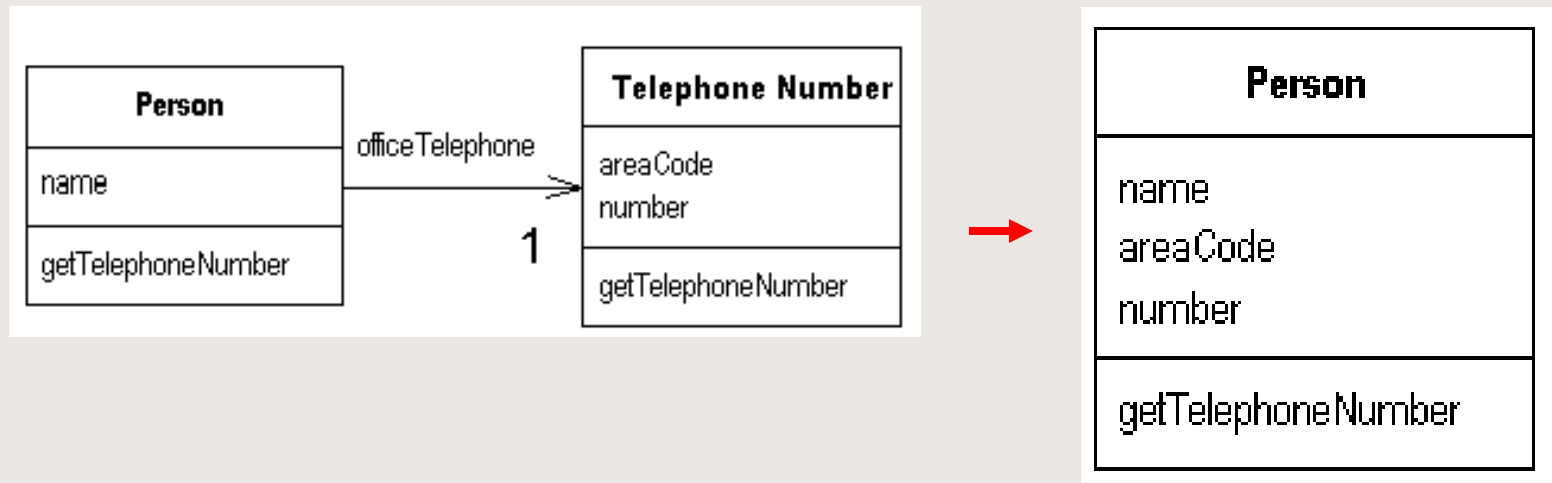 Person
name
getTelephoneNumber
officeTelephone
1
Telephone Number
areaCode
number
getTelephoneNumber
Person
name
areaCode
number
getTelephoneNumber